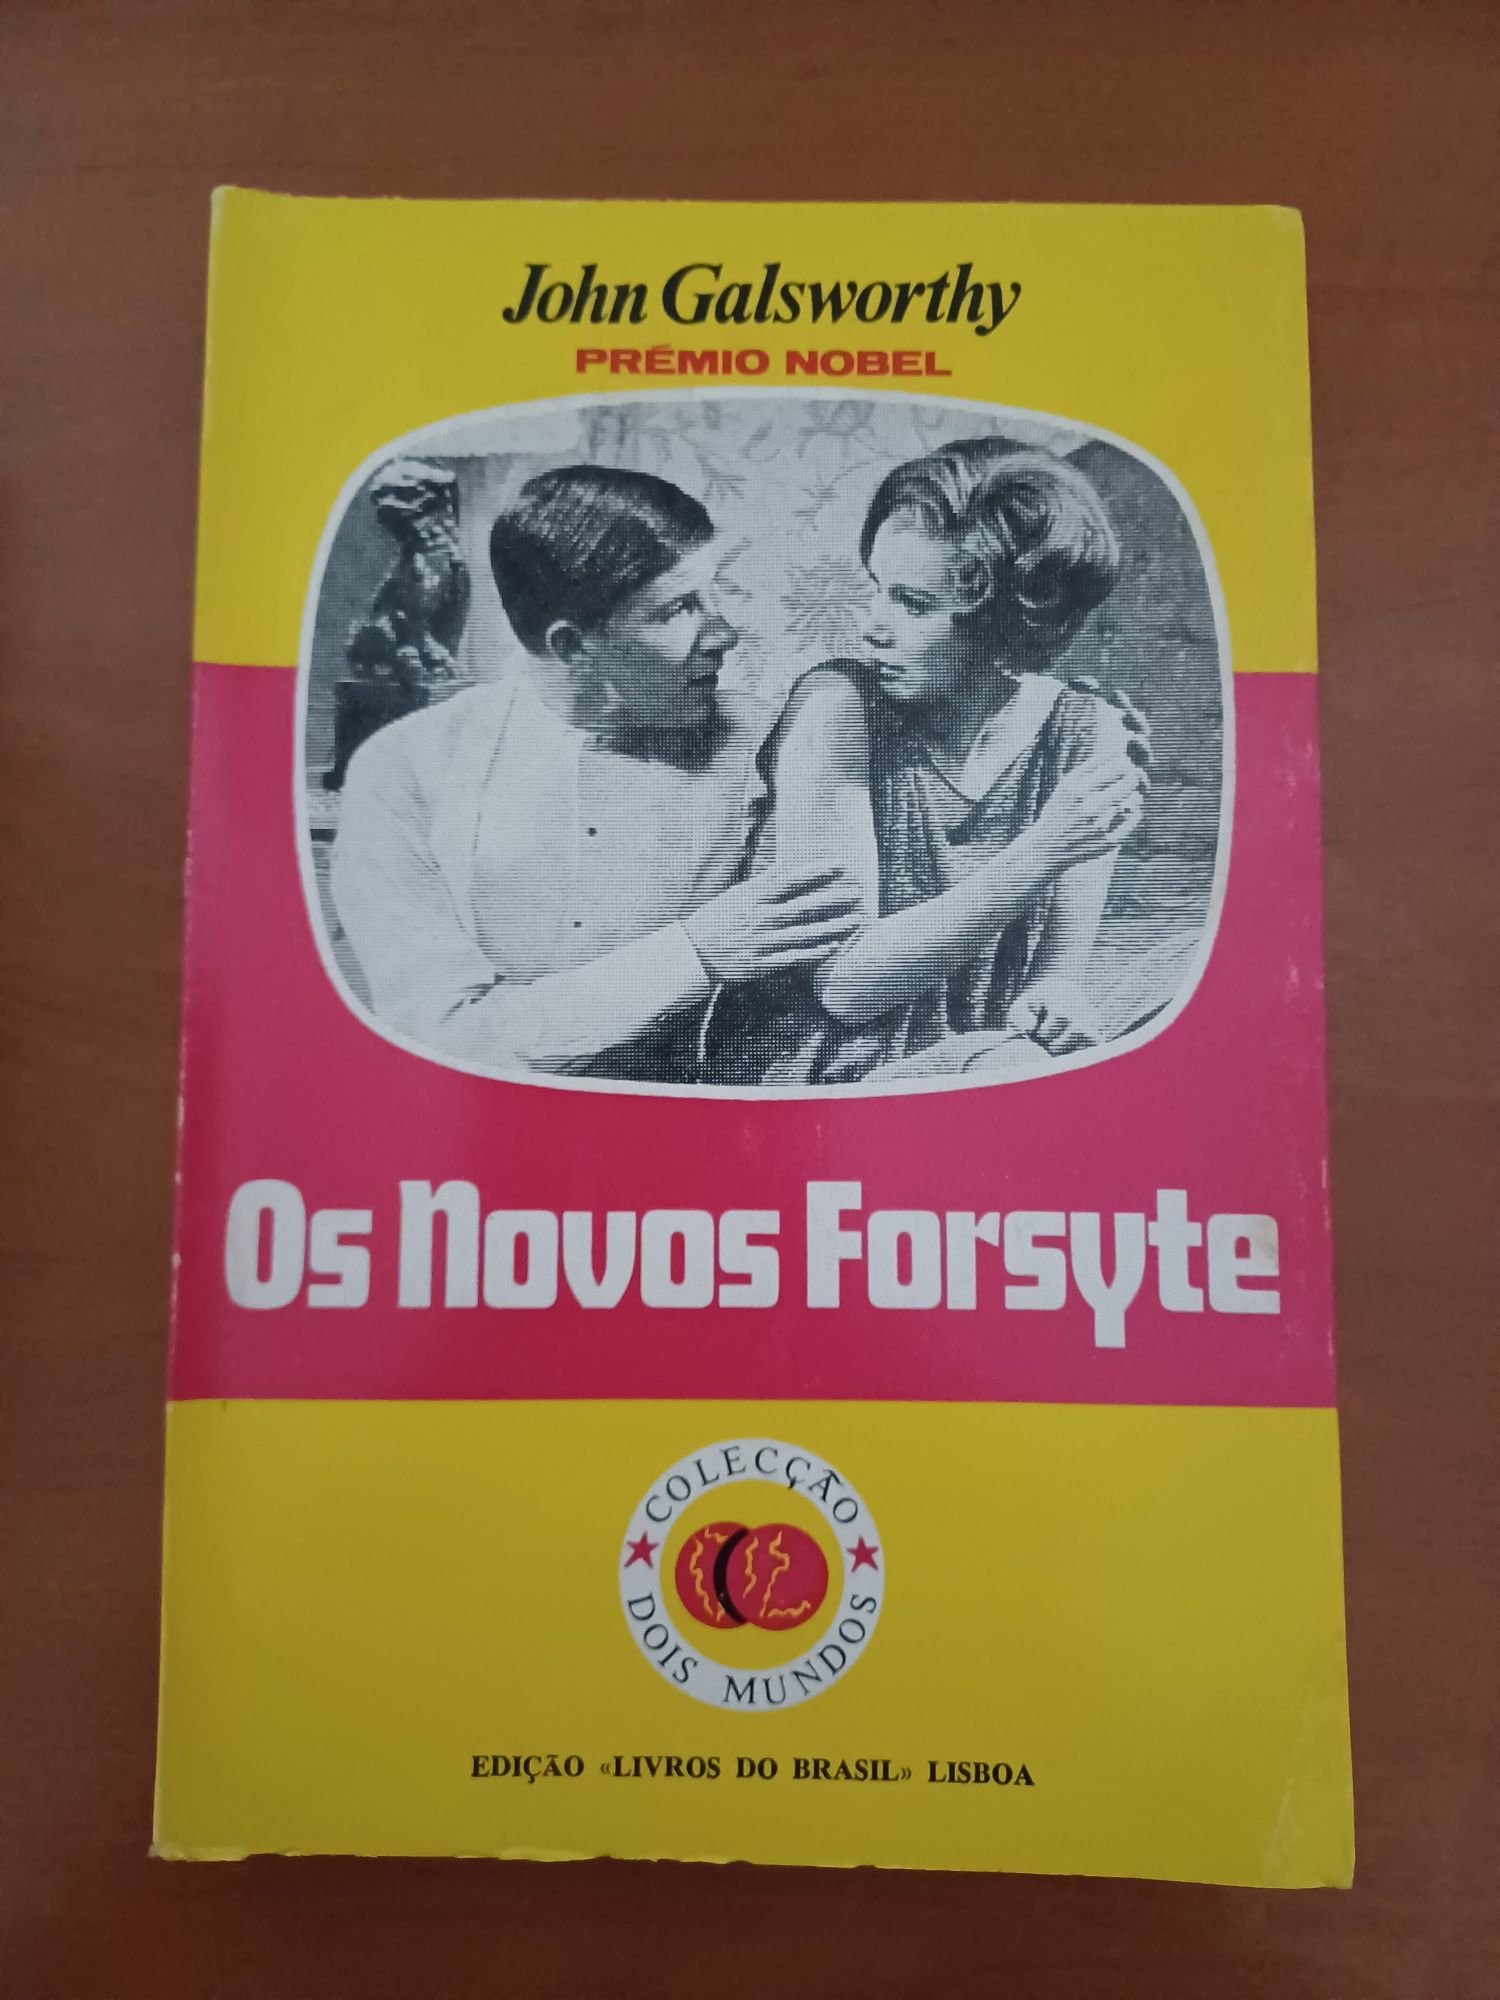 John Galsworthy
PRÉMIO NOBEL
Os Novos Forsyte
COLECÇÃO
DOIS MUNDOS
EDIÇÃO «LIVROS DO BRASIL» LISBOA